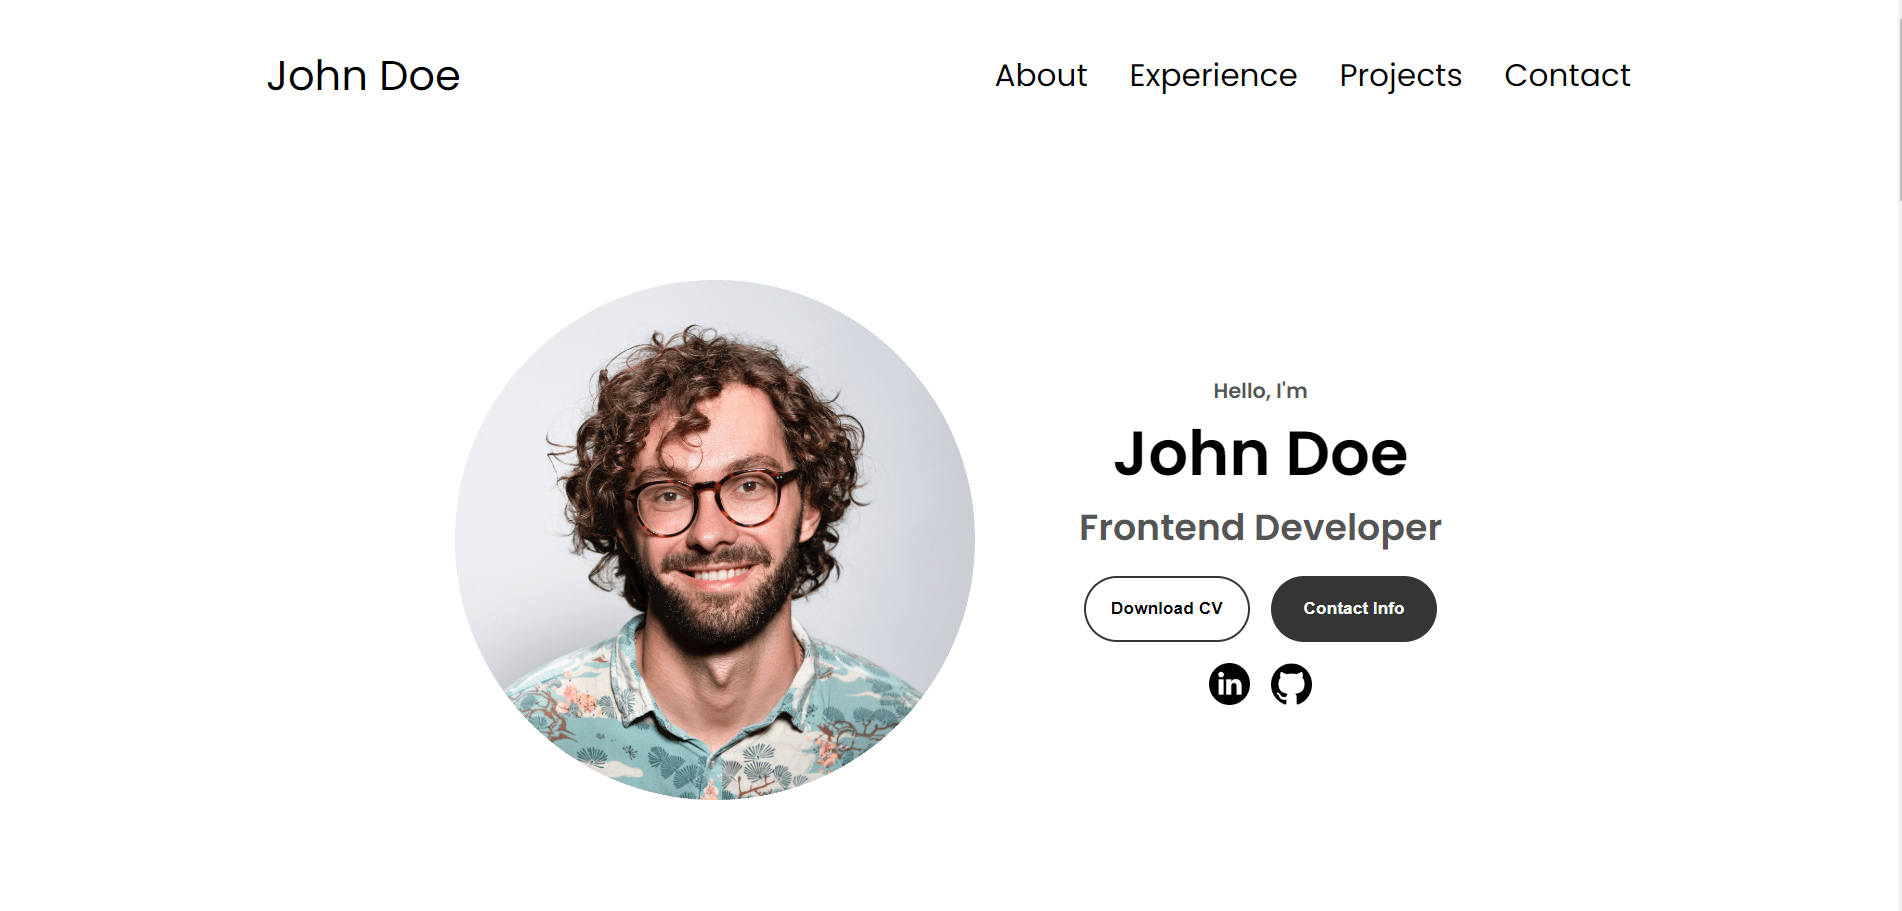 John Doe
About Experience Projects Contact
Hello, I'm
John Doe
Frontend Developer
Download CV
Contact Info
in